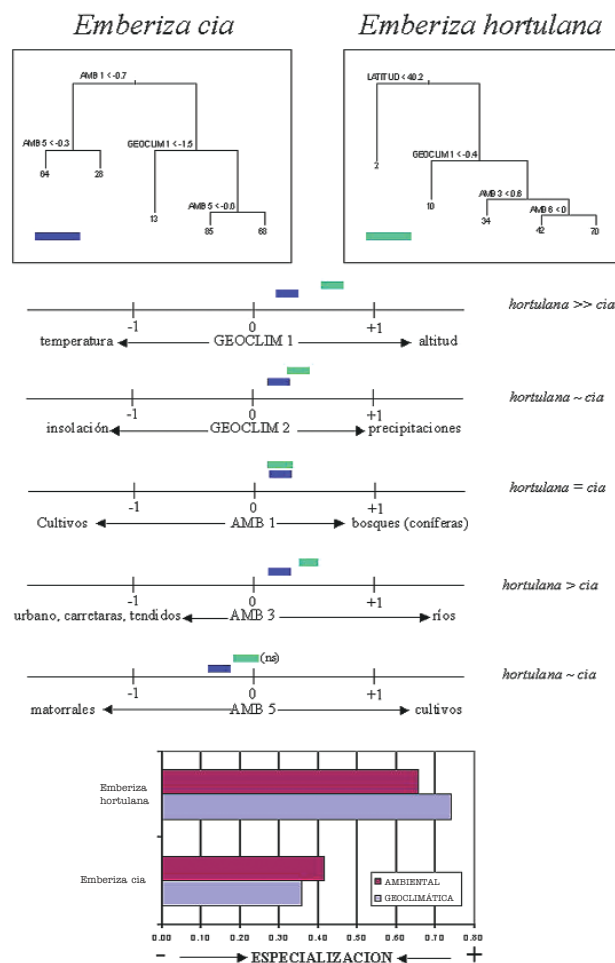 Emberiza cia
Emberiza hortulana
AMB 1 < -0.7
AMB 5 < -0.3
GEOCLIM 1 < -1.5
64
28
13
AMB 5 < -0.0
85
68
LATITUD < 40.2
2
GEOCLIM 1 < -0.4
10
AMB 3 < 0.6
34
AMB 6 < 0
42
70
hortulana >> cia
-1 0 +1
temperatura GEOCLIM 1 altitud
hortulana ~ cia
-1 0 +1
insolación GEOCLIM 2 precipitaciones
hortulana = cia
-1 0 +1
Cultivos AMB 1 bosques (coníferas)
hortulana > cia
-1 0 +1
urbano, carretaras, tendidos AMB 3 ríos
(ns)
hortulana ~ cia
-1 0 +1
matorrales AMB 5 cultivos
Emberiza
hortulana
Emberiza cia
AMBIENTAL
GEOCLIMÁTICA
0.00 0.10 0.20 0.30 0.40 0.50 0.60 0.70 0.80
- ESPECIALIZACION +